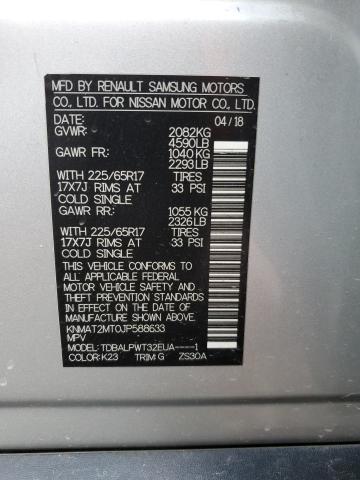 MFD BY RENAULT SAMSUNG MOTORS
CO., LTD. FOR NISSAN MOTOR CO., LTD.
DATE: 04/18
GVWR: 2082KG
4590LB
GAWR FR: 1040KG
2293LB
WITH 225/65R17 TIRES
17X7J RIMS AT 33 PSI
COLD SINGLE
GAWR RR: 1055KG
2326LB
WITH 225/65R17 TIRES
17X7J RIMS AT 33 PSI
COLD SINGLE
THIS VEHICLE CONFORMS TO
ALL APPLICABLE FEDERAL
MOTOR VEHICLE SAFETY AND
THEFT PREVENTION STANDARDS
IN EFFECT ON THE DATE OF
MANUFACTURE SHOWN ABOVE.
KNMAT2MT0JP588633
MPV
MODEL: TDBALPWT32EUA----1
COLOR:K23 TRIM:G ZS30A